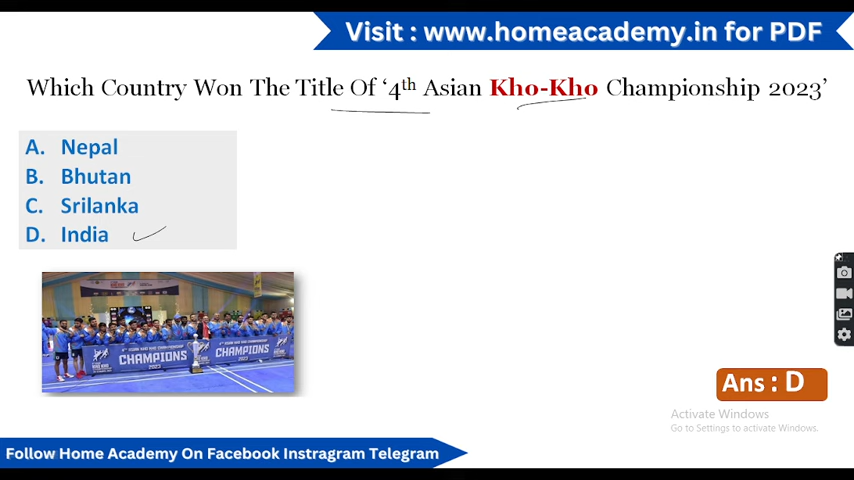 Visit : www.homeacademy.in for PDF
Which Country Won The Title Of ‘4th Asian Kho-Kho Championship 2023’
A. Nepal
B. Bhutan
C. Srilanka
D. India
CHAMPIONS
2023
CHAMPIONS
2023
Ans : D
Activate Windows
Go to Settings to activate Windows.
Follow Home Academy On Facebook Instragram Telegram